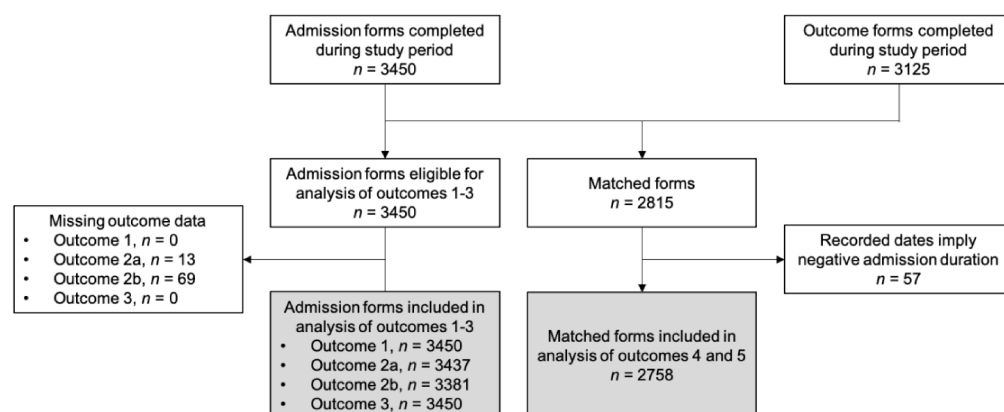 Admission forms completed
during study period
n = 3450
Outcome forms completed
during study period
n = 3125
Admission forms eligible for
analysis of outcomes 1-3
n = 3450
Matched forms
n = 2815
Missing outcome data
• Outcome 1, n = 0
• Outcome 2a, n = 13
• Outcome 2b, n = 69
• Outcome 3, n = 0
Recorded dates imply
negative admission duration
n = 57
Admission forms included in
analysis of outcomes 1-3
• Outcome 1, n = 3450
• Outcome 2a, n = 3437
• Outcome 2b, n = 3381
• Outcome 3, n = 3450
Matched forms included in
analysis of outcomes 4 and 5
n = 2758